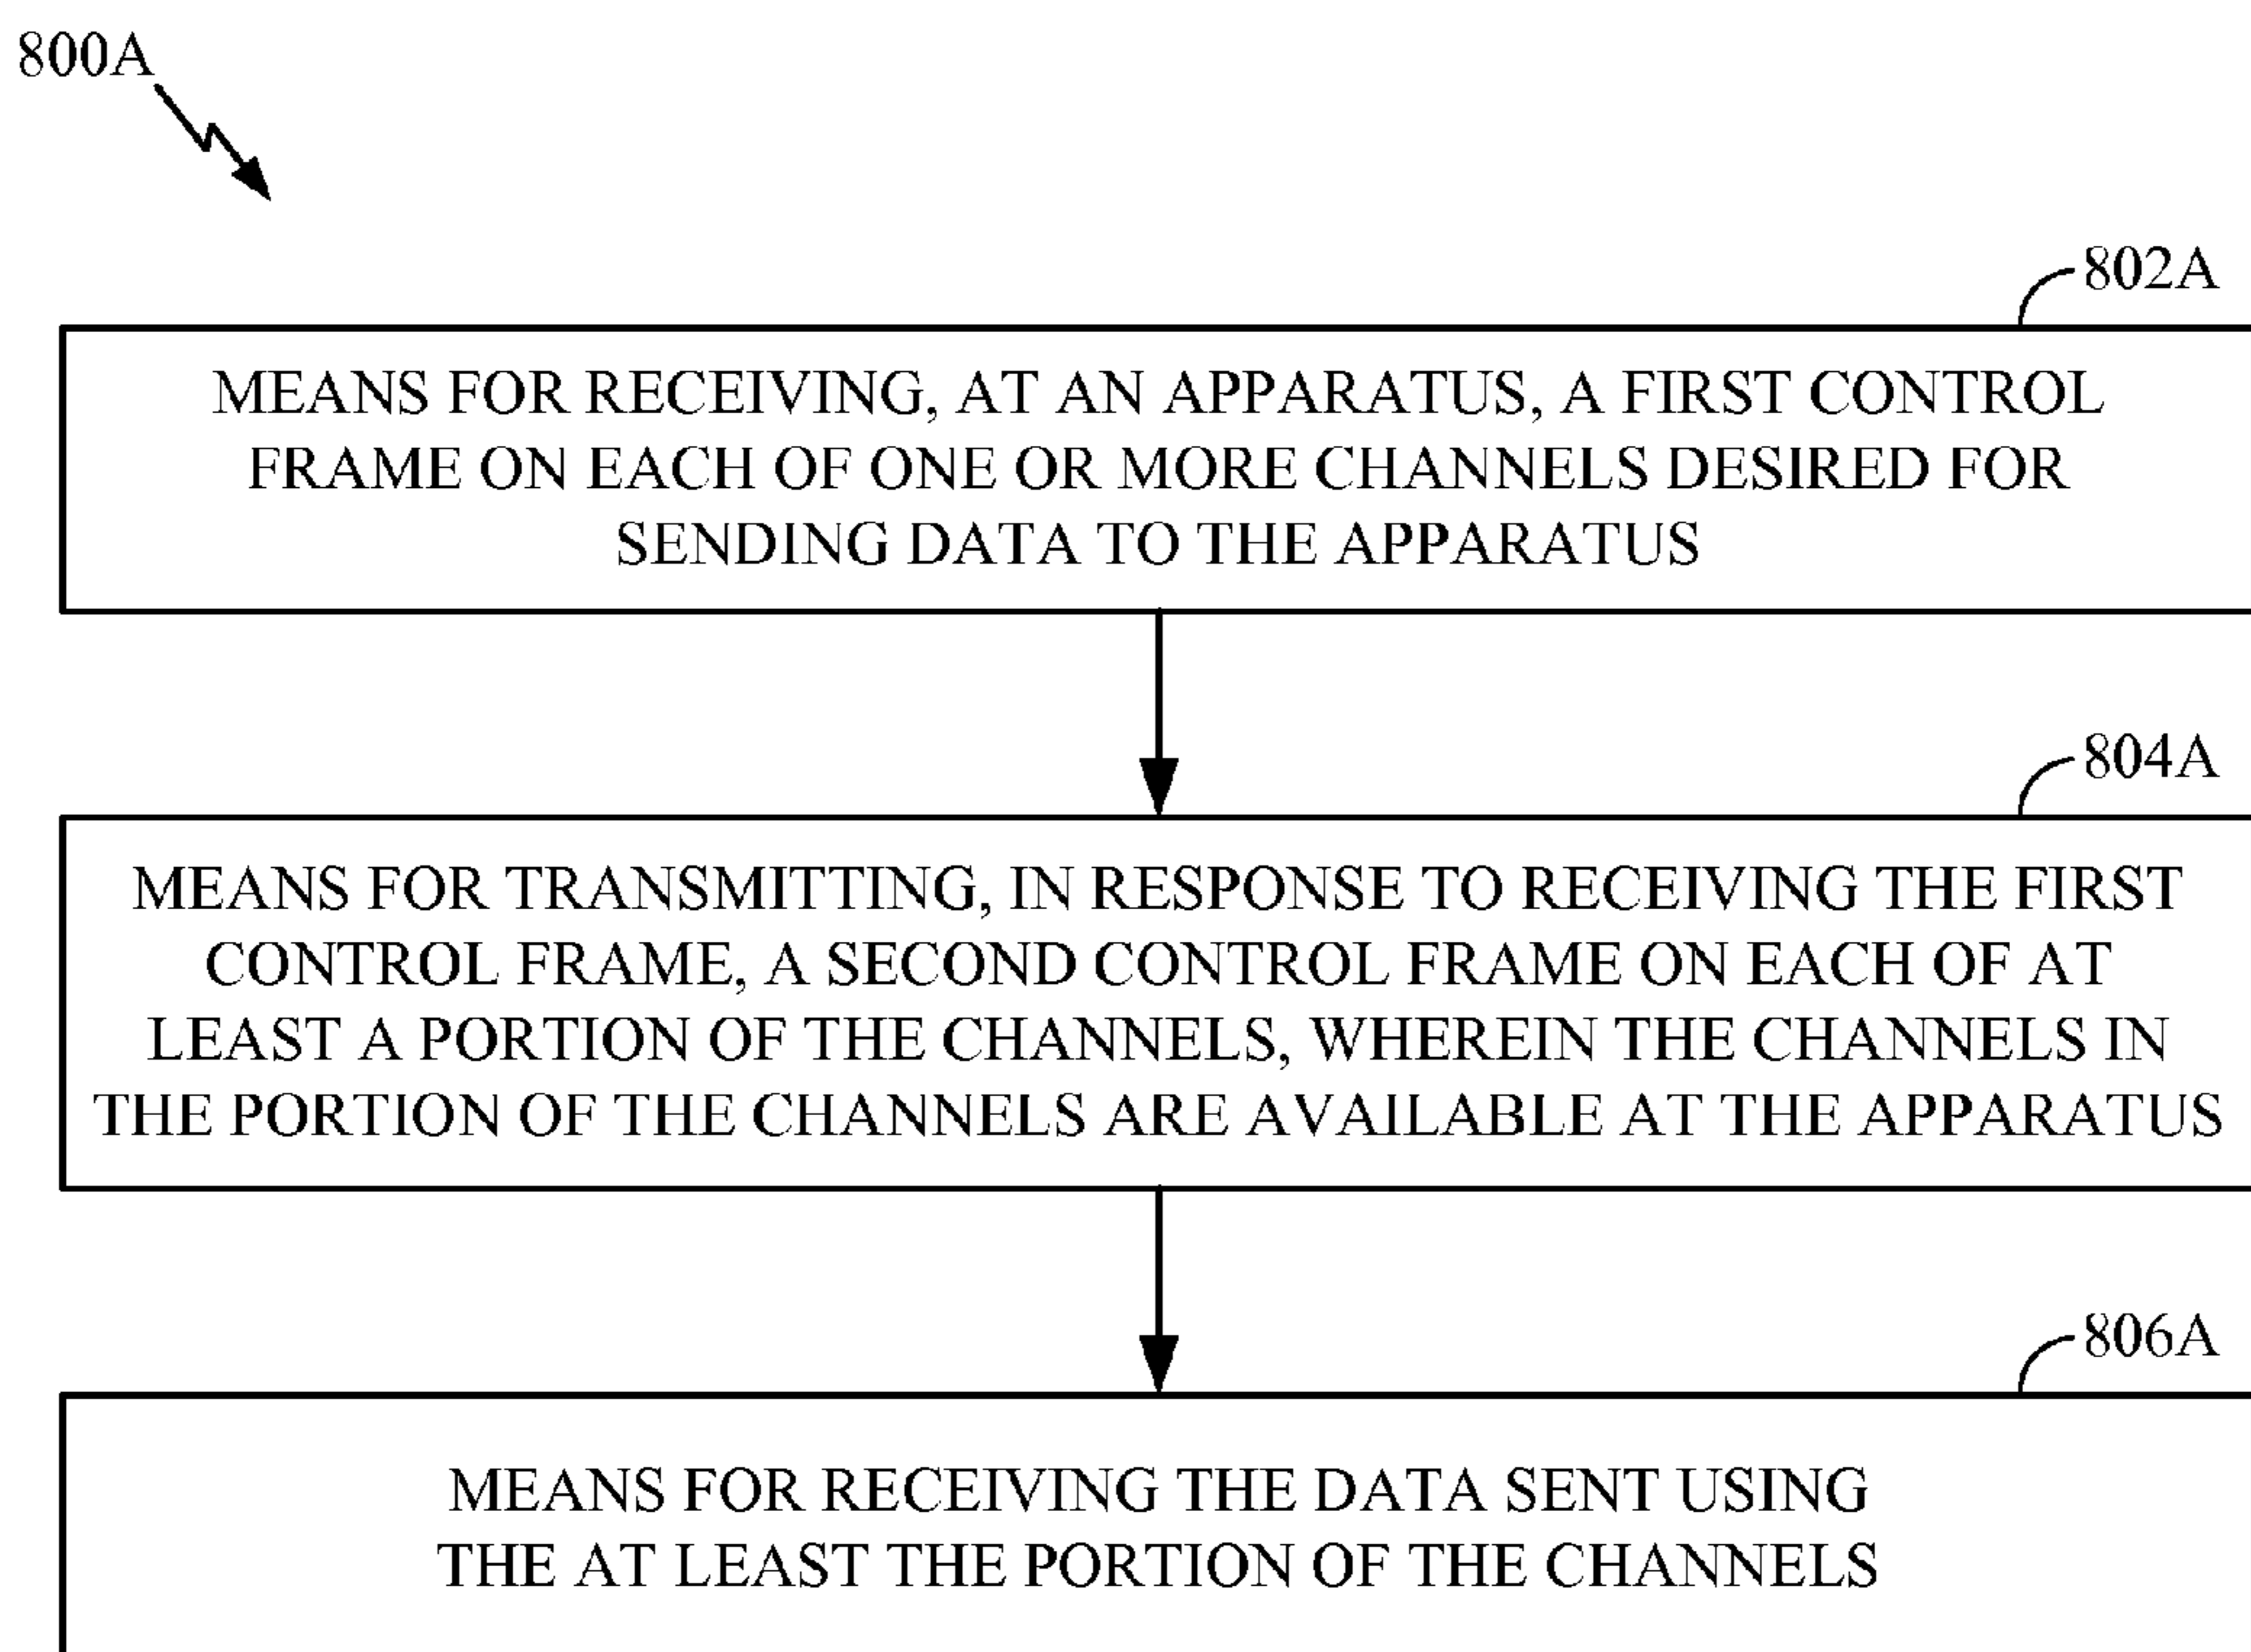 800A
802A
MEANS FOR RECEIVING, AT AN APPARATUS, A FIRST CONTROL
FRAME ON EACH OF ONE OR MORE CHANNELS DESIRED FOR
SENDING DATA TO THE APPARATUS
804A
MEANS FOR TRANSMITTING, IN RESPONSE TO RECEIVING THE FIRST
CONTROL FRAME, A SECOND CONTROL FRAME ON EACH OF AT
LEAST A PORTION OF THE CHANNELS, WHEREIN THE CHANNELS IN
THE PORTION OF THE CHANNELS ARE AVAILABLE AT THE APPARATUS
806A
MEANS FOR RECEIVING THE DATA SENT USING
THE AT LEAST THE PORTION OF THE CHANNELS